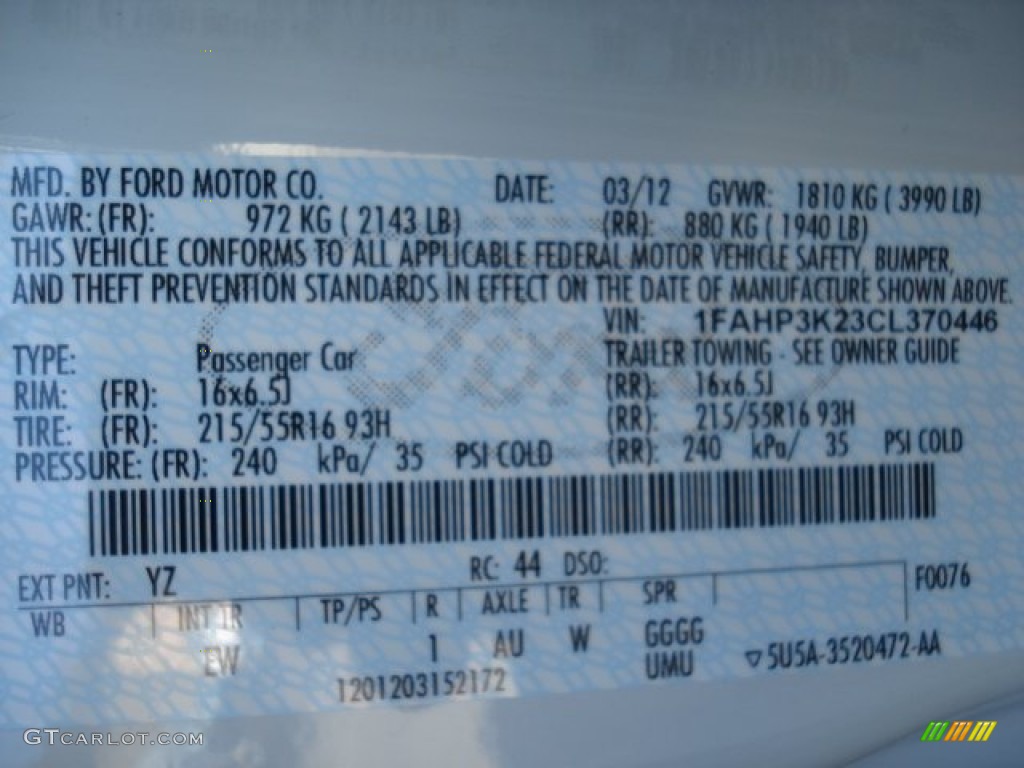 MFD. BY FORD MOTOR CO. DATE: 03/12 GVWR: 1810 KG ( 3990 LB)
GAWR: (FR): 972 KG ( 2143 LB) (RR): 880 KG ( 1940 LB)
THIS VEHICLE CONFORMS TO ALL APPLICABLE FEDERAL MOTOR VEHICLE SAFETY, BUMPER,
AND THEFT PREVENTION STANDARDS IN EFFECT ON THE DATE OF MANUFACTURE SHOWN ABOVE.
VIN: 1FAHP3K23CL370446
TYPE: Passenger Car TRAILER TOWING - SEE OWNER GUIDE
RIM: (FR): 16x6.5J (RR): 16x6.5J
TIRE: (FR): 215/55R16 93H (RR): 215/55R16 93H
PRESSURE: (FR): 240 kPa/ 35 PSI COLD (RR): 240 kPa/ 35 PSI COLD
EXT PNT: YZ RC: 44 DSO: F0076
WB INT TR TP/PS R AXLE TR SPR
EW 1 AU W GGGG
UMU ▽5U5A-3520472-AA
1201203152172
GTCARLOT.COM